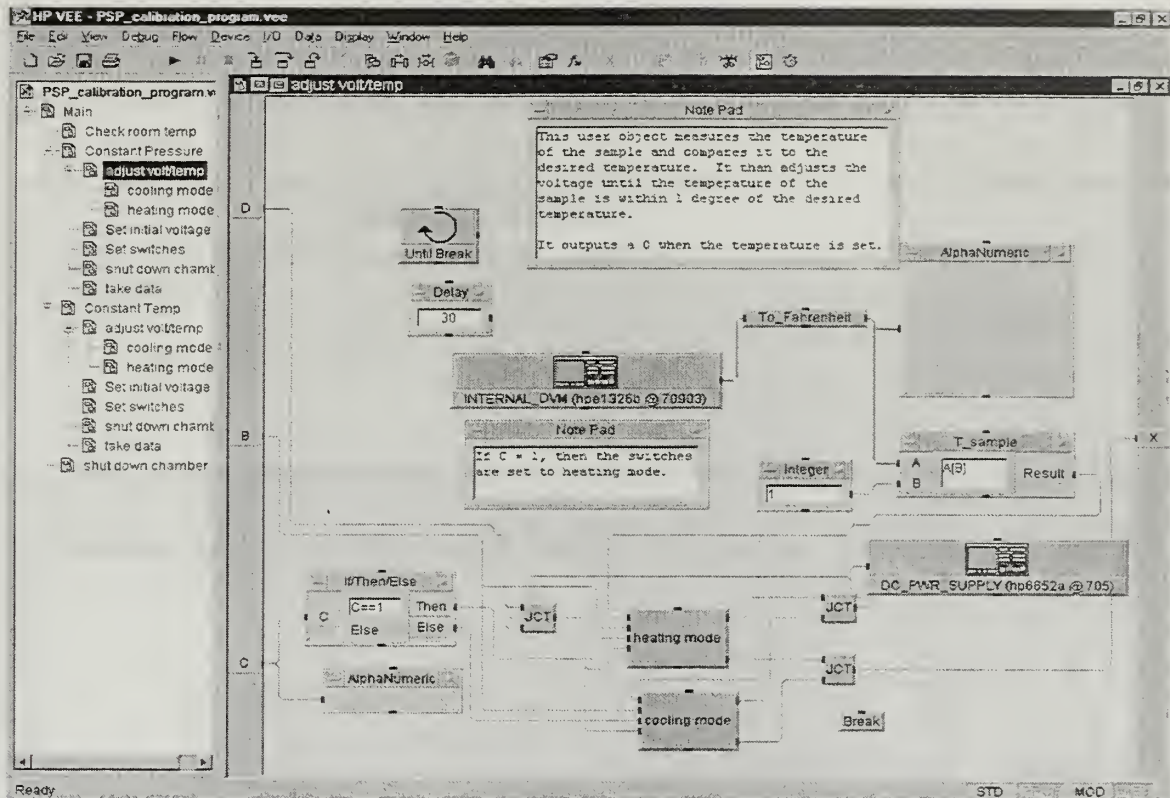 HP VEE - PSP_calibration_program.vee
File Edit View Debug Flow Device I/O Data Display Window Help
PSP_calibration_program.v
Main
Check room temp
Constant Pressure
adjust volt/temp
cooling mode
heating mode
Set initial voltage
Set switches
shut down chamb
take data
Constant Temp
adjust volt/temp
cooling mode
heating mode
Set initial voltage
Set switches
shut down chamb
take data
shut down chamber
adjust volt/temp
Note Pad
This user object measures the temperature
of the sample and compares it to the
desired temperature. It than adjusts the
voltage until the temperature of the
sample is within 1 degree of the desired
temperature.
It outputs a 0 when the temperature is set.
D
Until Break
AlphaNumeric
Delay
30
To_Fahrenheit
INTERNAL_DVM (hpe1326b @ 70903)
Note Pad
If C = 1, then the switches
are set to heating mode.
B
X
T_sample
A
B
A[B]
Result
Integer
1
DC_PWR_SUPPLY (hp6652a @ 705)
If/Then/Else
C
C==1
Then
Else
Else
JCT
heating mode
JCT
C
AlphaNumeric
JCT
cooling mode
Break
Ready
STD
MOD